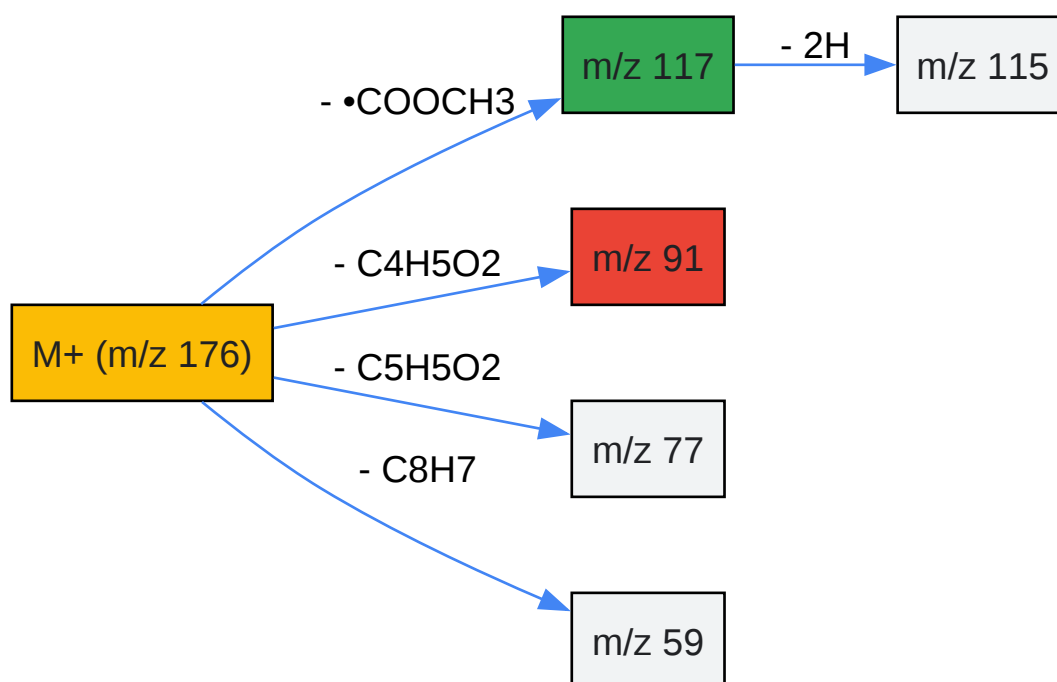 - •COOCH3
m/z 117
- 2H
m/z 115
- C4H5O2
m/z 91
M+ (m/z 176)
- C5H5O2
m/z 77
- C8H7
m/z 59